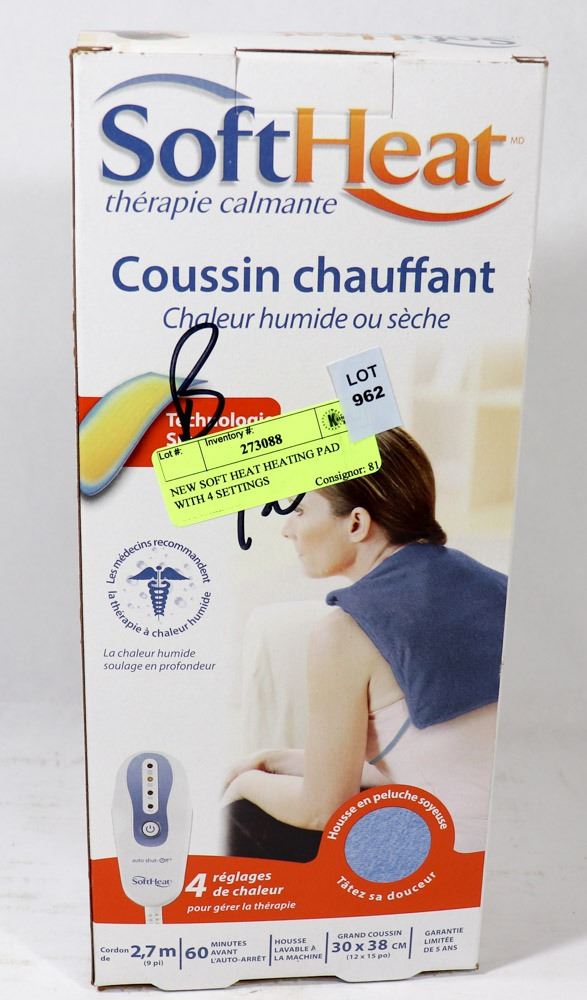 SoftHeat MD
thérapie calmante
Coussin chauffant
Chaleur humide ou sèche
B
LOT
962
Technologie
Lot #:
Inventory #:
273088
NEW SOFT HEAT HEATING PAD
WITH 4 SETTINGS
Consignor: 81
Les médecins recommandent
la thérapie à chaleur humide
La chaleur humide
soulage en profondeur
auto shut-off
SoftHeat
4 réglages
de chaleur
pour gérer la thérapie
Housse en peluche soyeuse
Tâtez sa douceur
Cordon de 2,7 m (9 pi)
60 MINUTES AVANT L'AUTO-ARRÊT
HOUSSE LAVABLE À LA MACHINE
GRAND COUSSIN 30 x 38 CM (12 x 15 po)
GARANTIE LIMITÉE DE 5 ANS